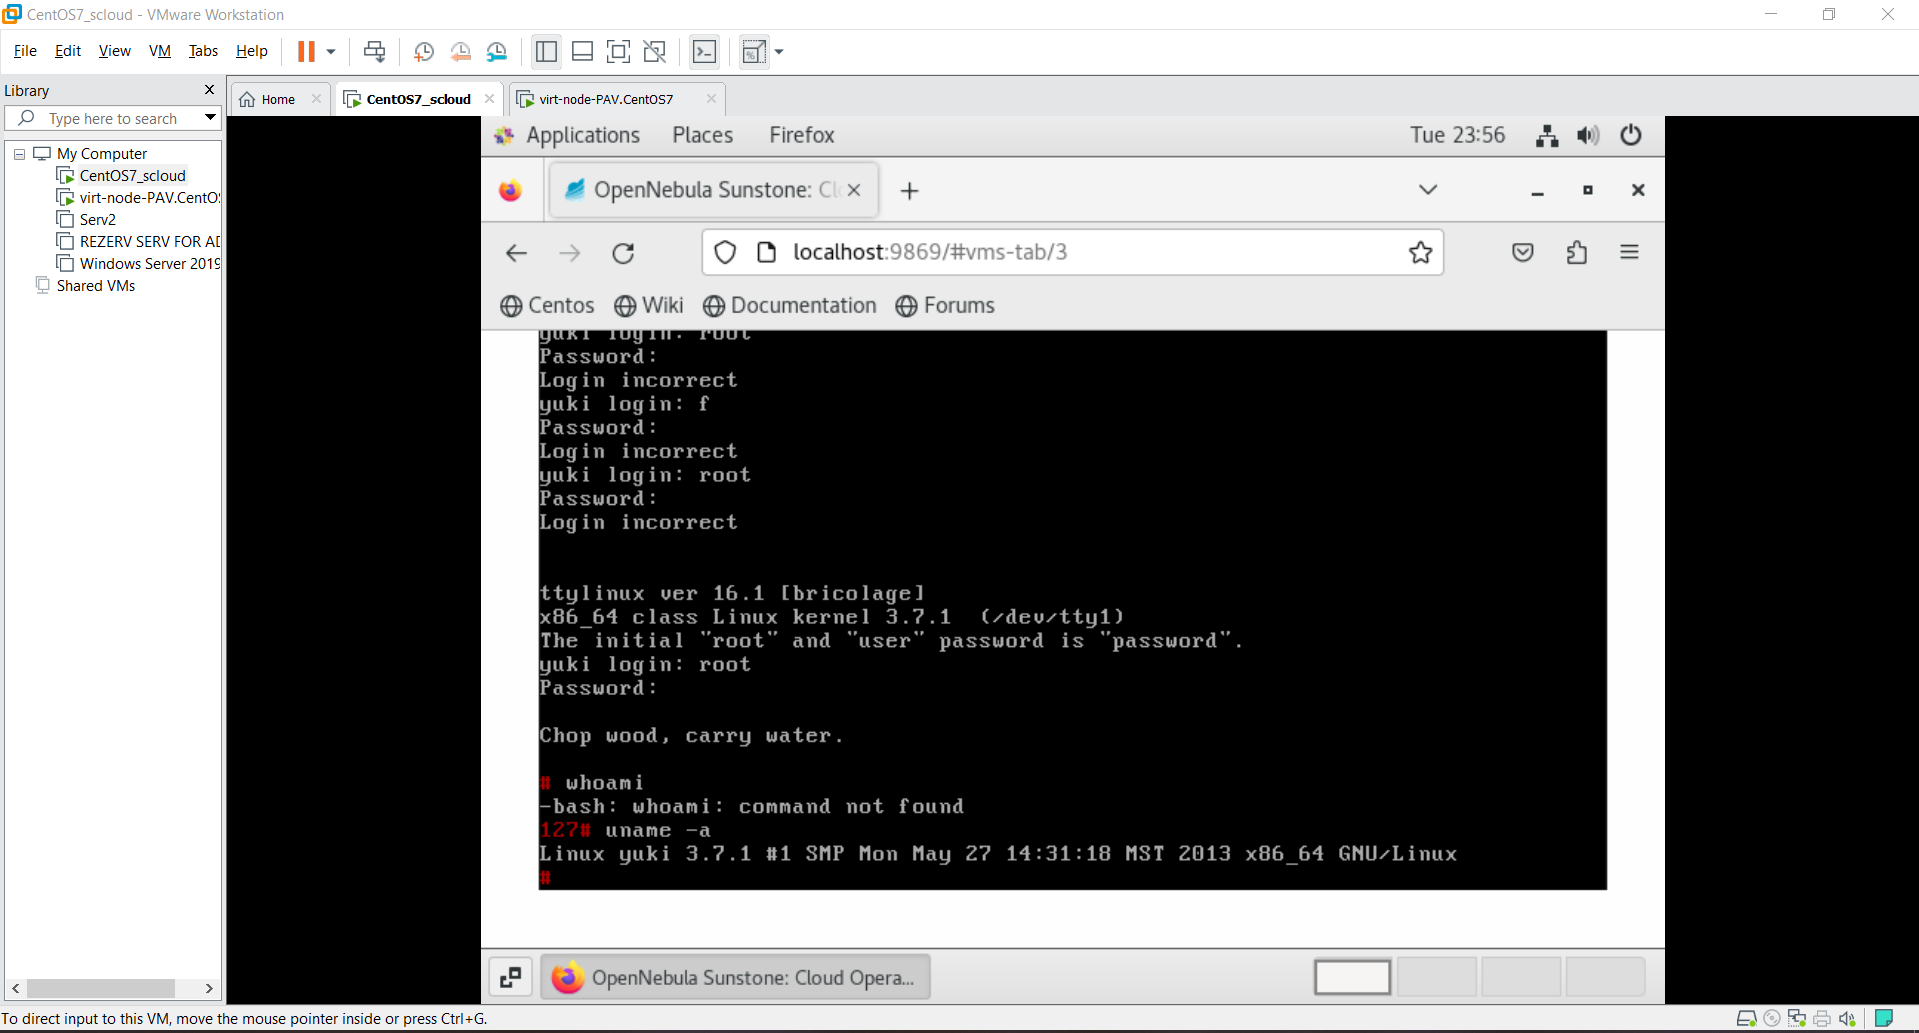 CentOS7_scloud - VMware Workstation
File Edit View VM Tabs Help
Library
Type here to search
My Computer
CentOS7_scloud
virt-node-PAV.CentOS
Serv2
REZERV SERV FOR AD
Windows Server 2019
Shared VMs
Home CentOS7_scloud virt-node-PAV.CentOS7
Applications Places Firefox Tue 23:56
OpenNebula Sunstone: Clo
localhost:9869/#vms-tab/3
Centos Wiki Documentation Forums
yuki login: root
Password:
Login incorrect
yuki login: f
Password:
Login incorrect
yuki login: root
Password:
Login incorrect
ttylinux ver 16.1 [bricolage]
x86_64 class Linux kernel 3.7.1 (/dev/tty1)
The initial "root" and "user" password is "password".
yuki login: root
Password:
Chop wood, carry water.
# whoami
-bash: whoami: command not found
127# uname -a
Linux yuki 3.7.1 #1 SMP Mon May 27 14:31:18 MST 2013 x86_64 GNU/Linux
#
OpenNebula Sunstone: Cloud Opera...
To direct input to this VM, move the mouse pointer inside or press Ctrl+G.